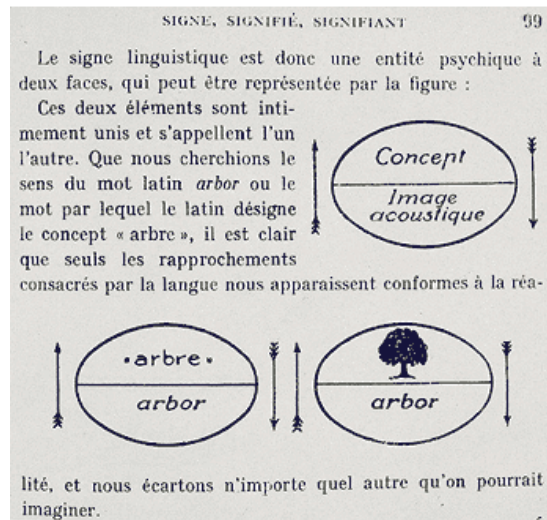 SIGNE, SIGNIFIÉ, SIGNIFIANT 99
Le signe linguistique est donc une entité psychique à
deux faces, qui peut être représentée par la figure :
Ces deux éléments sont inti-
mement unis et s'appellent l'un
l'autre. Que nous cherchions le
sens du mot latin arbor ou le
mot par lequel le latin désigne
le concept « arbre », il est clair
que seuls les rapprochements
consacrés par la langue nous apparaissent conformes à la réa-
Concept
Image
acoustique
"arbre"
arbor
arbor
lité, et nous écartons n'importe quel autre qu'on pourrait
imaginer.